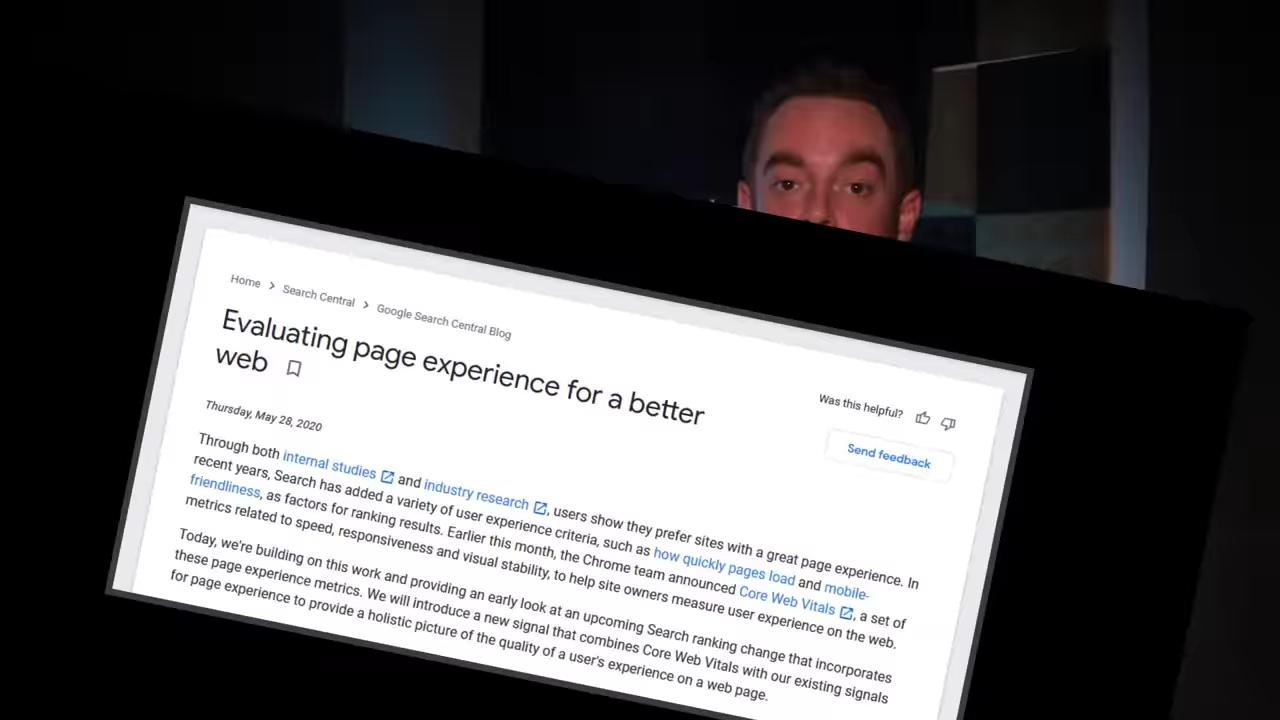 Home > Search Central > Google Search Central Blog
Evaluating page experience for a better
web
Was this helpful?
Send feedback
Thursday, May 28, 2020
Through both internal studies and industry research, users show they prefer sites with a great page experience. In
recent years, Search has added a variety of user experience criteria, such as how quickly pages load and mobile-
friendliness, as factors for ranking results. Earlier this month, the Chrome team announced Core Web Vitals, a set of
metrics related to speed, responsiveness and visual stability, to help site owners measure user experience on the web.
Today, we're building on this work and providing an early look at an upcoming Search ranking change that incorporates
these page experience metrics. We will introduce a new signal that combines Core Web Vitals with our existing signals
for page experience to provide a holistic picture of the quality of a user's experience on a web page.